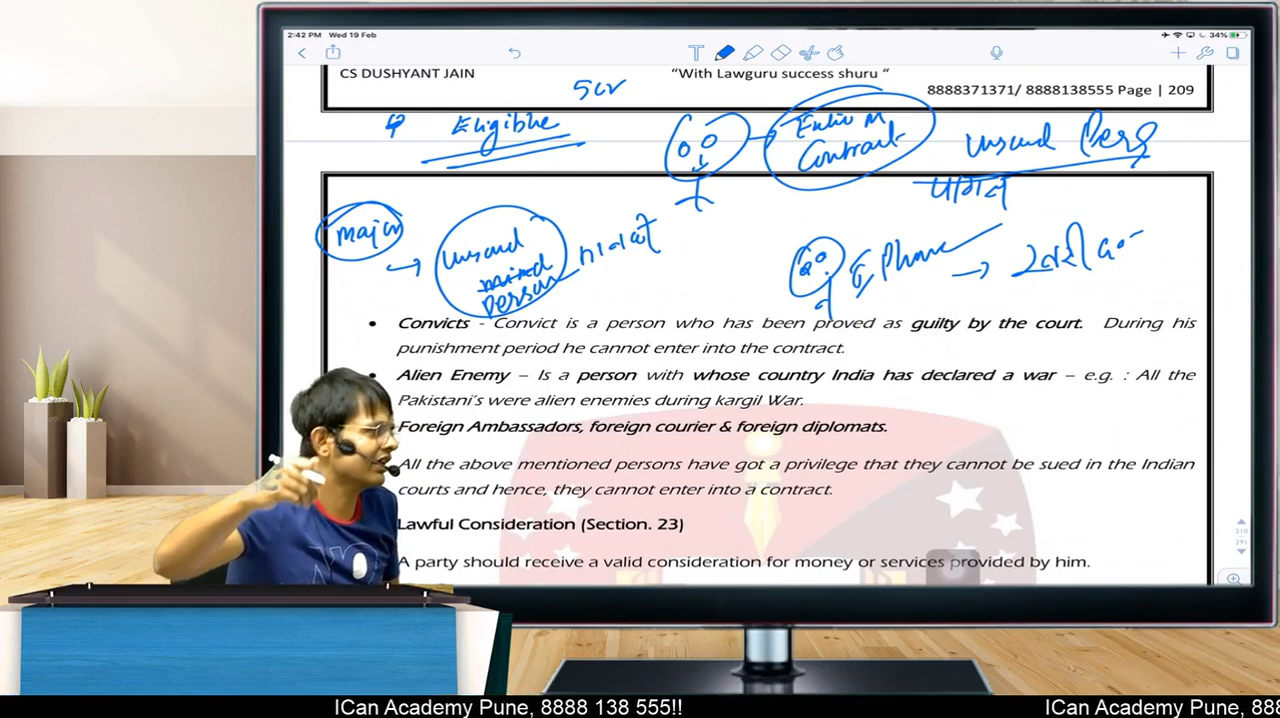 2:42 PM Wed 19 Feb
34%
CS DUSHYANT JAIN
"With Lawguru success shuru “
8888371371/ 8888138555 Page | 209
Eligible
Contract
Person
major
unsound
mind
person
Phone
• Convicts - Convict is a person who has been proved as guilty by the court. During his
punishment period he cannot enter into the contract.
Alien Enemy – Is a person with whose country India has declared a war – e.g. : All the
Pakistani's were alien enemies during kargil War.
Foreign Ambassadors, foreign courier & foreign diplomats.
All the above mentioned persons have got a privilege that they cannot be sued in the Indian
courts and hence, they cannot enter into a contract.
Lawful Consideration (Section. 23)
A party should receive a valid consideration for money or services provided by him.
210
291
ICan Academy Pune, 8888 138 555!!
ICan Academy Pune, 888